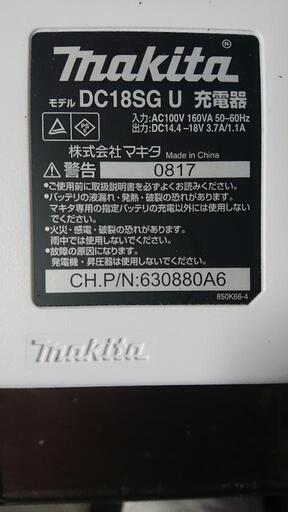 makita®
モデル DC18SG U 充電器
入力:AC100V 160VA 50-60Hz
出力:DC14.4 -18V 3.7A/1.1A
株式会社マキタ Made in China
⚠警告 0817
●ご使用前に取扱説明書を必ずよくお読みください。
●バッテリの液漏れ・発熱・破裂の恐れがあります。
マキタ専用の指定バッテリの充電以外には使用しない
でください。
●火災・感電・破裂の恐れがあります。
雨中では使用しないでください。
●故障の原因になります。
発電機・昇圧器は使用しないでください。
CH.P/N:630880A6
850K66-4
makita